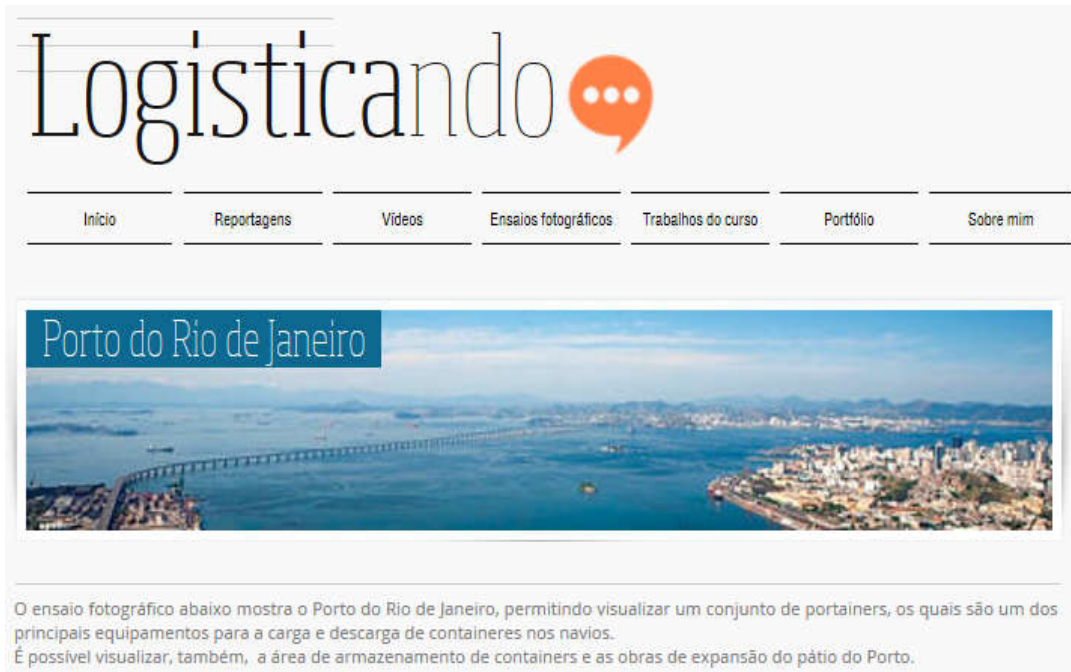 Logisticando
Início Reportagens Vídeos Ensaios fotográficos Trabalhos do curso Portfólio Sobre mim
Porto do Rio de Janeiro
O ensaio fotográfico abaixo mostra o Porto do Rio de Janeiro, permitindo visualizar um conjunto de portainers, os quais são um dos
principais equipamentos para a carga e descarga de containeres nos navios.
É possível visualizar, também, a área de armazenamento de containers e as obras de expansão do pátio do Porto.